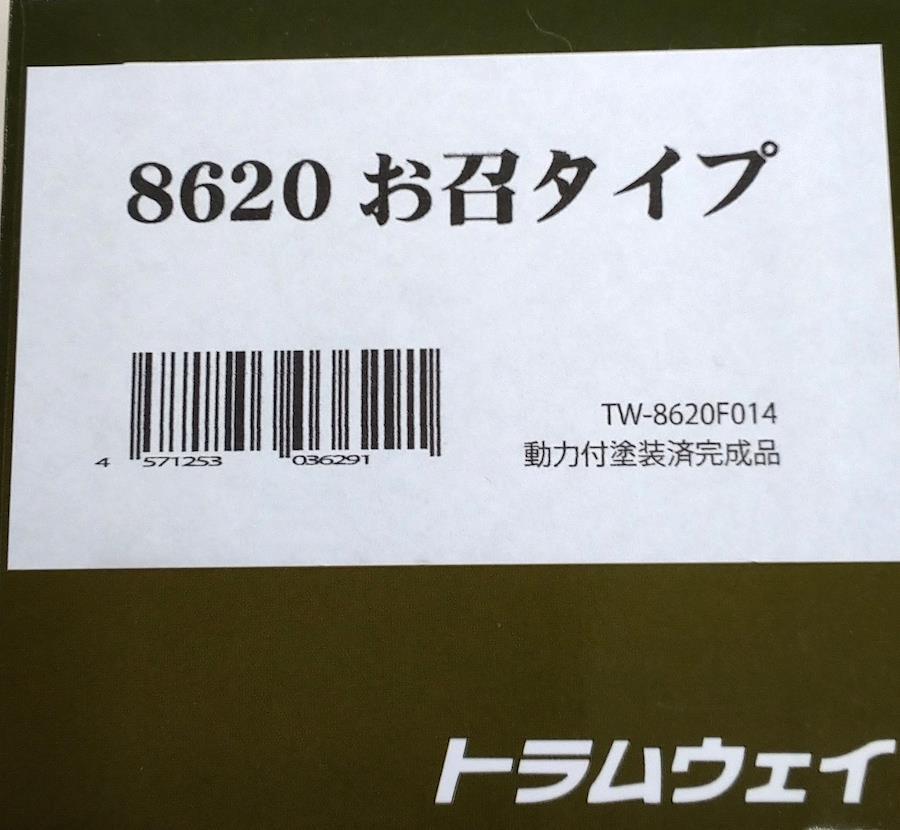 8620 お召タイプ
TW-8620F014
動力付塗装済完成品
4 571253 036291
トラムウェイ